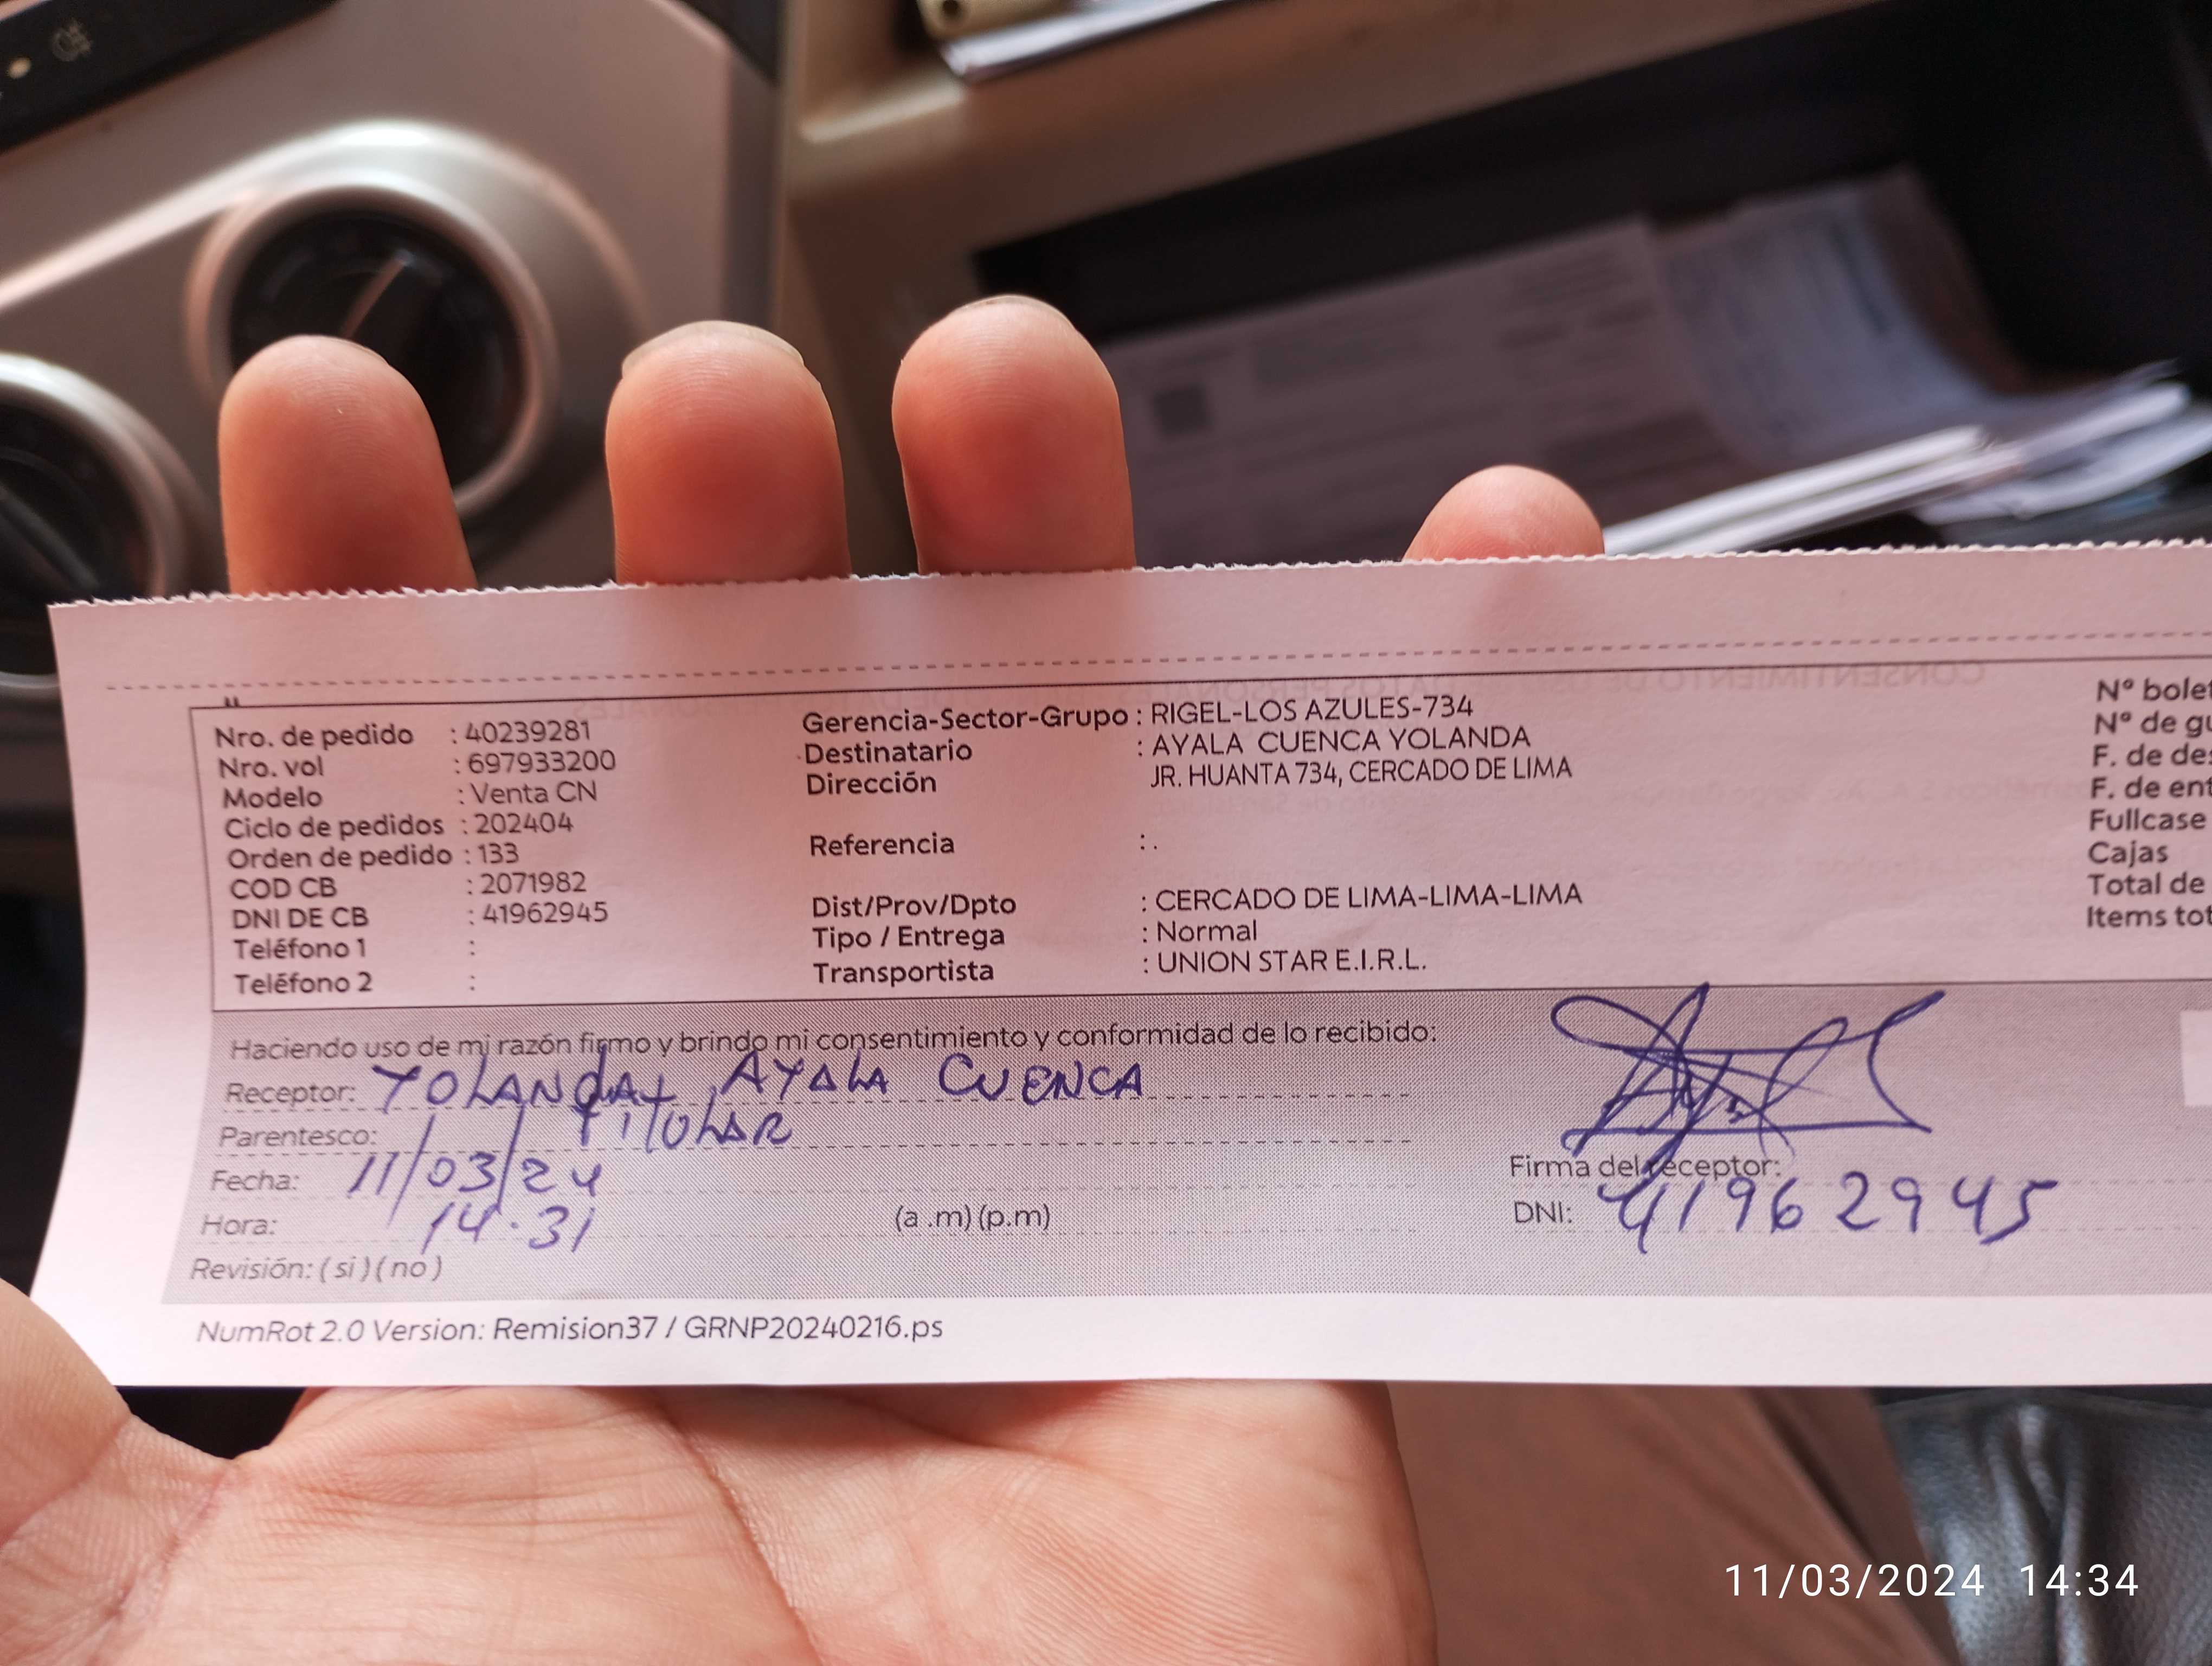 Nro. de pedido : 40239281
Nro. vol : 697933200
Modelo : Venta CN
Ciclo de pedidos : 202404
Orden de pedido : 133
COD CB : 2071982
DNI DE CB : 41962945
Teléfono 1 :
Teléfono 2 :
Gerencia-Sector-Grupo : RIGEL-LOS AZULES-734
Destinatario : AYALA CUENCA YOLANDA
Dirección JR. HUANTA 734, CERCADO DE LIMA
Referencia : .
Dist/Prov/Dpto : CERCADO DE LIMA-LIMA-LIMA
Tipo / Entrega : Normal
Transportista : UNION STAR E.I.R.L.
Nº bolet
Nº de gu
F. de des
F. de ent
Fullcase
Cajas
Total de
Items tot
Haciendo uso de mi razón firmo y brindo mi consentimiento y conformidad de lo recibido:
Receptor: YOLANDA AYALA CUENCA
Parentesco: TITULAR
Fecha: 11/03/24
Hora: 14.31 (a .m) (p.m)
Revisión: ( si ) ( no )
Firma del receptor:
DNI: 41962945
NumRot 2.0 Version: Remision37 / GRNP20240216.ps
11/03/2024 14:34